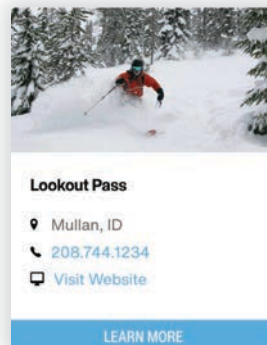 Lookout Pass
Mullan, ID
208.744.1234
Visit Website
LEARN MORE